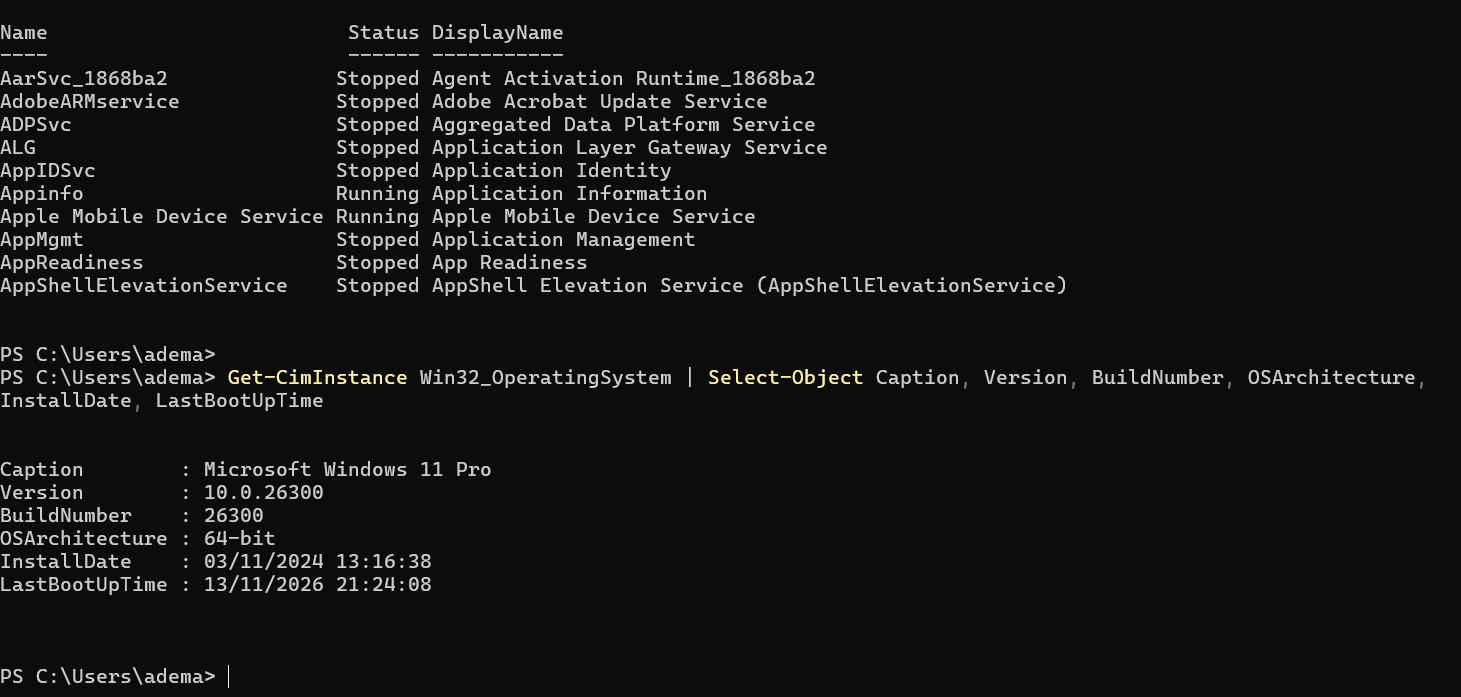 Name                         Status DisplayName
----                         ------ -----------
AarSvc_1868ba2              Stopped Agent Activation Runtime_1868ba2
AdobeARMservice             Stopped Adobe Acrobat Update Service
ADPSvc                      Stopped Aggregated Data Platform Service
ALG                         Stopped Application Layer Gateway Service
AppIDSvc                    Stopped Application Identity
Appinfo                     Running Application Information
Apple Mobile Device Service Running Apple Mobile Device Service
AppMgmt                     Stopped Application Management
AppReadiness                Stopped App Readiness
AppShellElevationService    Stopped AppShell Elevation Service (AppShellElevationService)
PS C:\Users\adema>
PS C:\Users\adema> Get-CimInstance Win32_OperatingSystem | Select-Object Caption, Version, BuildNumber, OSArchitecture,
InstallDate, LastBootUpTime
Caption        : Microsoft Windows 11 Pro
Version        : 10.0.26300
BuildNumber    : 26300
OSArchitecture : 64-bit
InstallDate    : 03/11/2024 13:16:38
LastBootUpTime : 13/11/2026 21:24:08
PS C:\Users\adema>